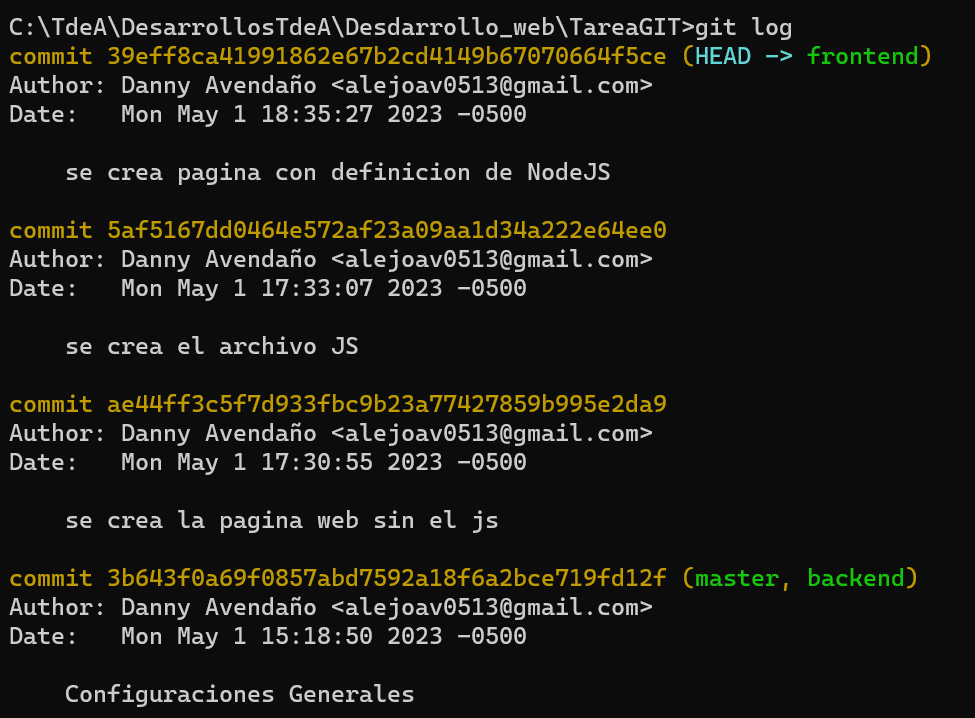 C:\TdeA\DesarrollosTdeA\Desdarrollo_web\TareaGIT>git log
commit 39eff8ca41991862e67b2cd4149b67070664f5ce (HEAD -> frontend)
Author: Danny Avendaño <alejoav0513@gmail.com>
Date:   Mon May 1 18:35:27 2023 -0500
    se crea pagina con definicion de NodeJS
commit 5af5167dd0464e572af23a09aa1d34a222e64ee0
Author: Danny Avendaño <alejoav0513@gmail.com>
Date:   Mon May 1 17:33:07 2023 -0500
    se crea el archivo JS
commit ae44ff3c5f7d933fbc9b23a77427859b995e2da9
Author: Danny Avendaño <alejoav0513@gmail.com>
Date:   Mon May 1 17:30:55 2023 -0500
    se crea la pagina web sin el js
commit 3b643f0a69f0857abd7592a18f6a2bce719fd12f (master, backend)
Author: Danny Avendaño <alejoav0513@gmail.com>
Date:   Mon May 1 15:18:50 2023 -0500
    Configuraciones Generales